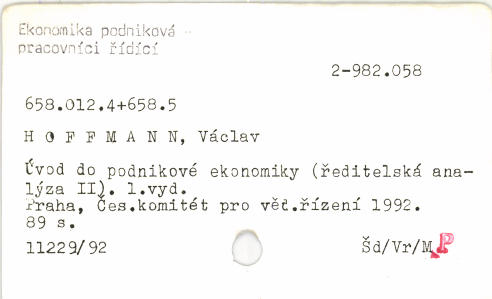 Ekonomika podniková -
pracovníci řídící
2-982.058
658.012.4+658.5
H O F F M A N N, Václav
Úvod do podnikové ekonomiky (ředitelská ana-
lýza II). 1.vyd.
Praha, Čes.komitét pro věd.řízení 1992.
89 s.
11229/92
Šd/Vr/M P